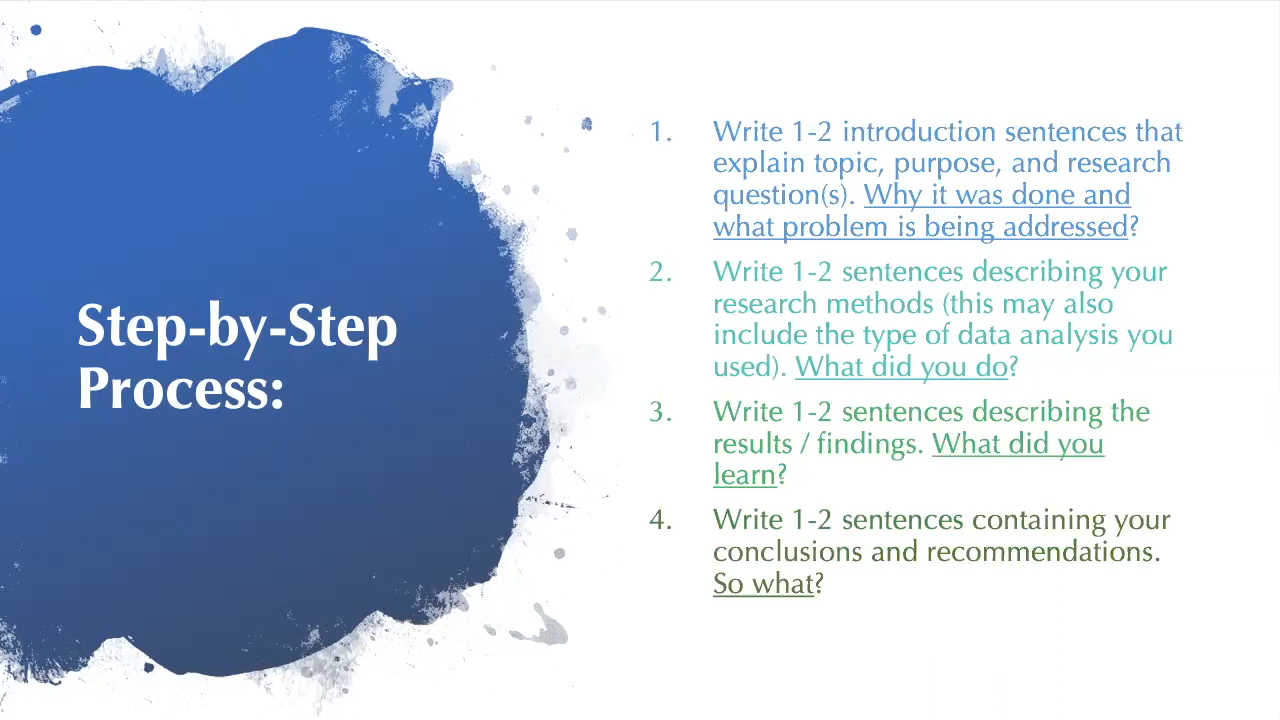 Step-by-Step
Process:
1. Write 1-2 introduction sentences that
explain topic, purpose, and research
question(s). Why it was done and
what problem is being addressed?
2. Write 1-2 sentences describing your
research methods (this may also
include the type of data analysis you
used). What did you do?
3. Write 1-2 sentences describing the
results / findings. What did you
learn?
4. Write 1-2 sentences containing your
conclusions and recommendations.
So what?